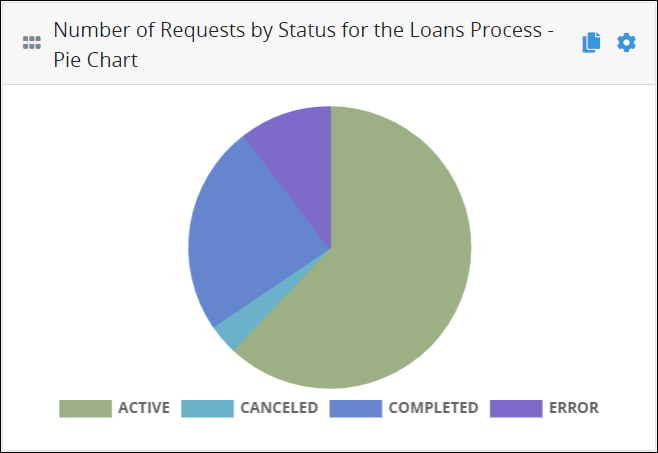 Number of Requests by Status for the Loans Process -
Pie Chart
ACTIVE CANCELED COMPLETED ERROR